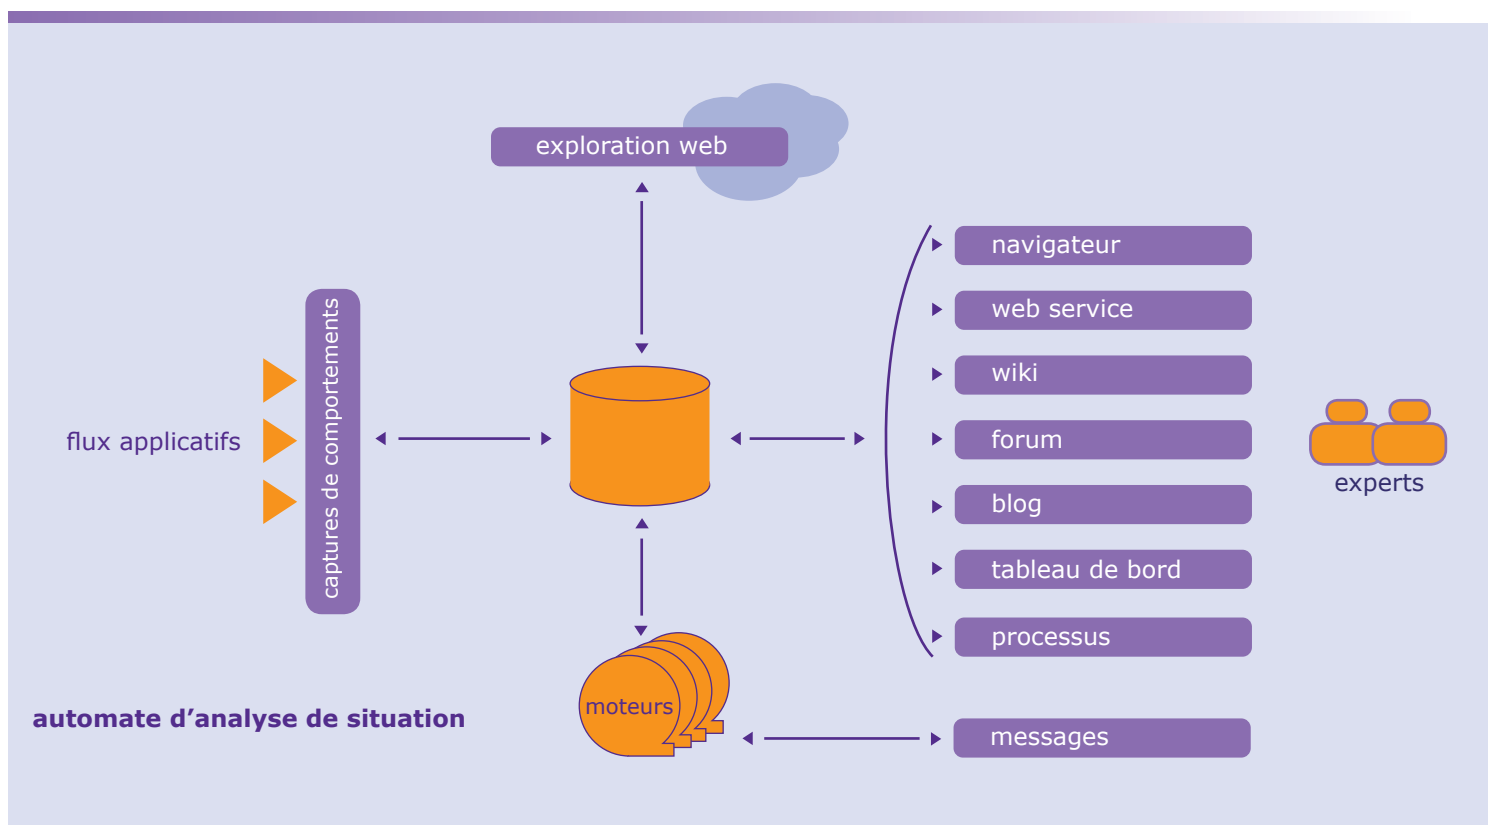 exploration web
navigateur
web service
wiki
forum
blog
tableau de bord
processus
messages
captures de comportements
flux applicatifs
experts
moteurs
automate d’analyse de situation